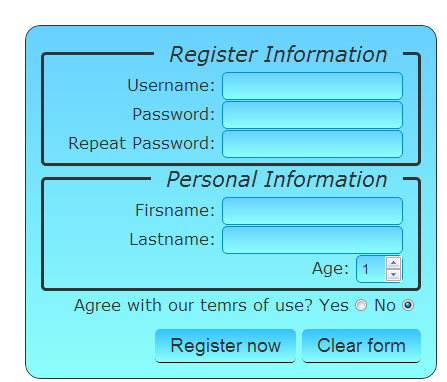 Register Information
Username:
Password:
Repeat Password:
Personal Information
Firsname:
Lastname:
Age: 1
Agree with our temrs of use? Yes No
Register now Clear form